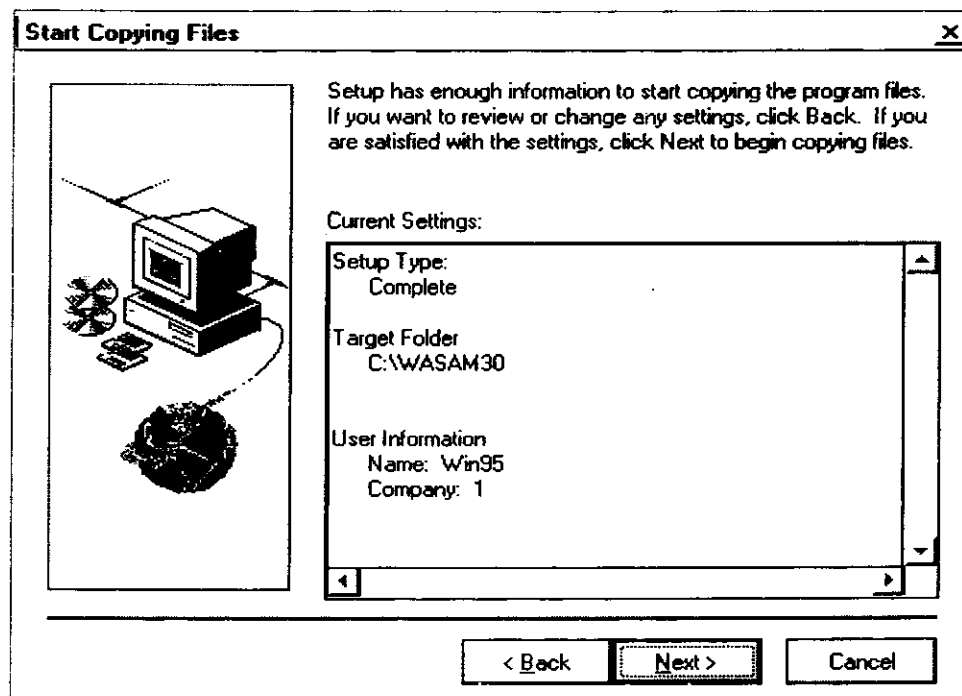 Start Copying Files
Setup has enough information to start copying the program files.
If you want to review or change any settings, click Back. If you
are satisfied with the settings, click Next to begin copying files.
Current Settings:
Setup Type:
Complete
Target Folder
C:\WASAM30
User Information
Name: Win95
Company: 1
< Back
Next >
Cancel